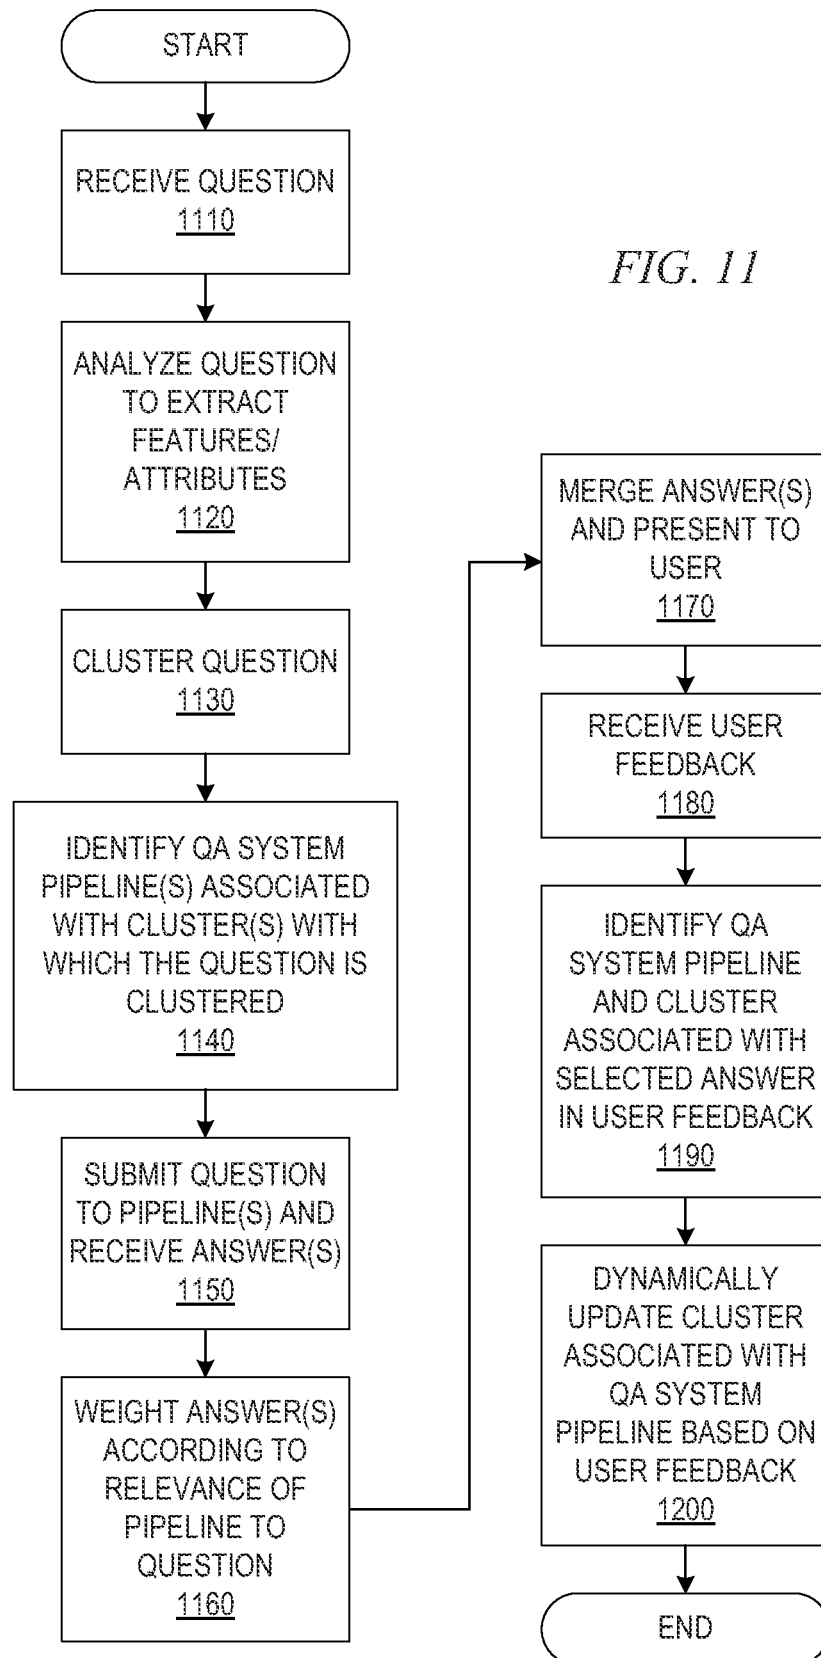 START
RECEIVE QUESTION
1110
ANALYZE QUESTION
TO EXTRACT
FEATURES/
ATTRIBUTES
1120
CLUSTER QUESTION
1130
IDENTIFY QA SYSTEM
PIPELINE(S) ASSOCIATED
WITH CLUSTER(S) WITH
WHICH THE QUESTION IS
CLUSTERED
1140
SUBMIT QUESTION
TO PIPELINE(S) AND
RECEIVE ANSWER(S)
1150
WEIGHT ANSWER(S)
ACCORDING TO
RELEVANCE OF
PIPELINE TO
QUESTION
1160
FIG. 11
MERGE ANSWER(S)
AND PRESENT TO
USER
1170
RECEIVE USER
FEEDBACK
1180
IDENTIFY QA
SYSTEM PIPELINE
AND CLUSTER
ASSOCIATED WITH
SELECTED ANSWER
IN USER FEEDBACK
1190
DYNAMICALLY
UPDATE CLUSTER
ASSOCIATED WITH
QA SYSTEM
PIPELINE BASED ON
USER FEEDBACK
1200
END